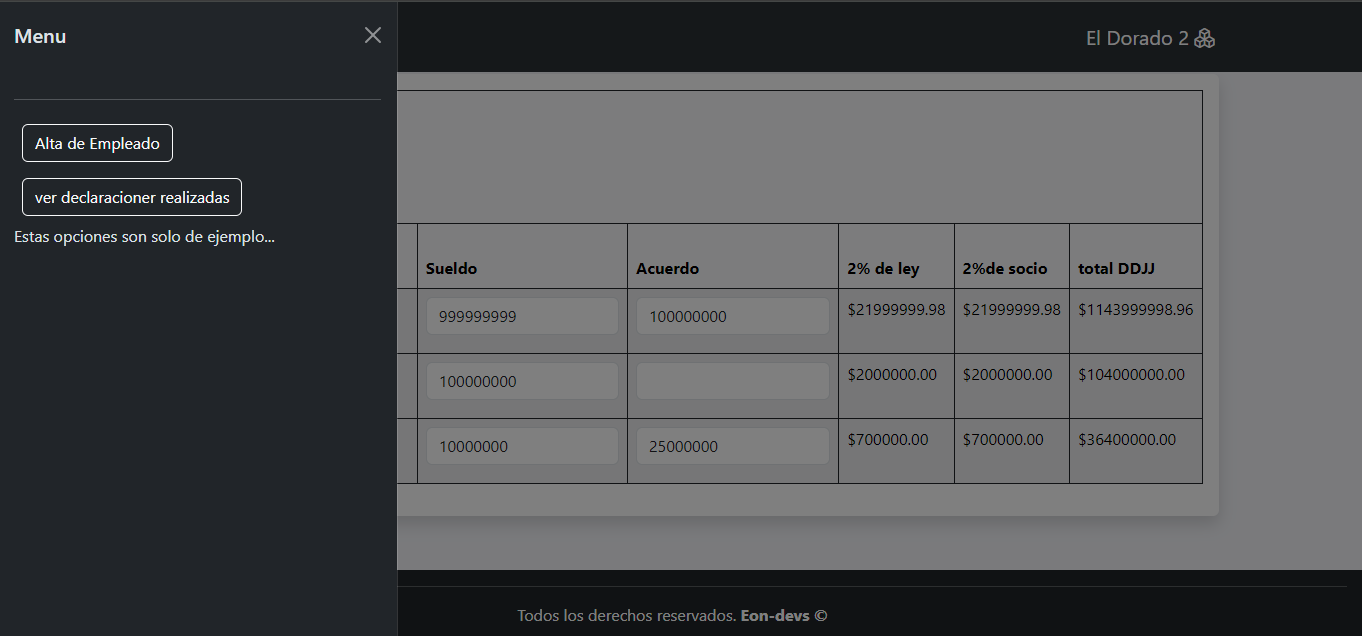 Menu
El Dorado 2
Alta de Empleado
ver declaracioner realizadas
Estas opciones son solo de ejemplo...
Sueldo Acuerdo 2% de ley 2%de socio total DDJJ
999999999 100000000 $21999999.98 $21999999.98 $1143999998.96
100000000 $2000000.00 $2000000.00 $104000000.00
10000000 25000000 $700000.00 $700000.00 $36400000.00
Todos los derechos reservados. Eon-devs ©